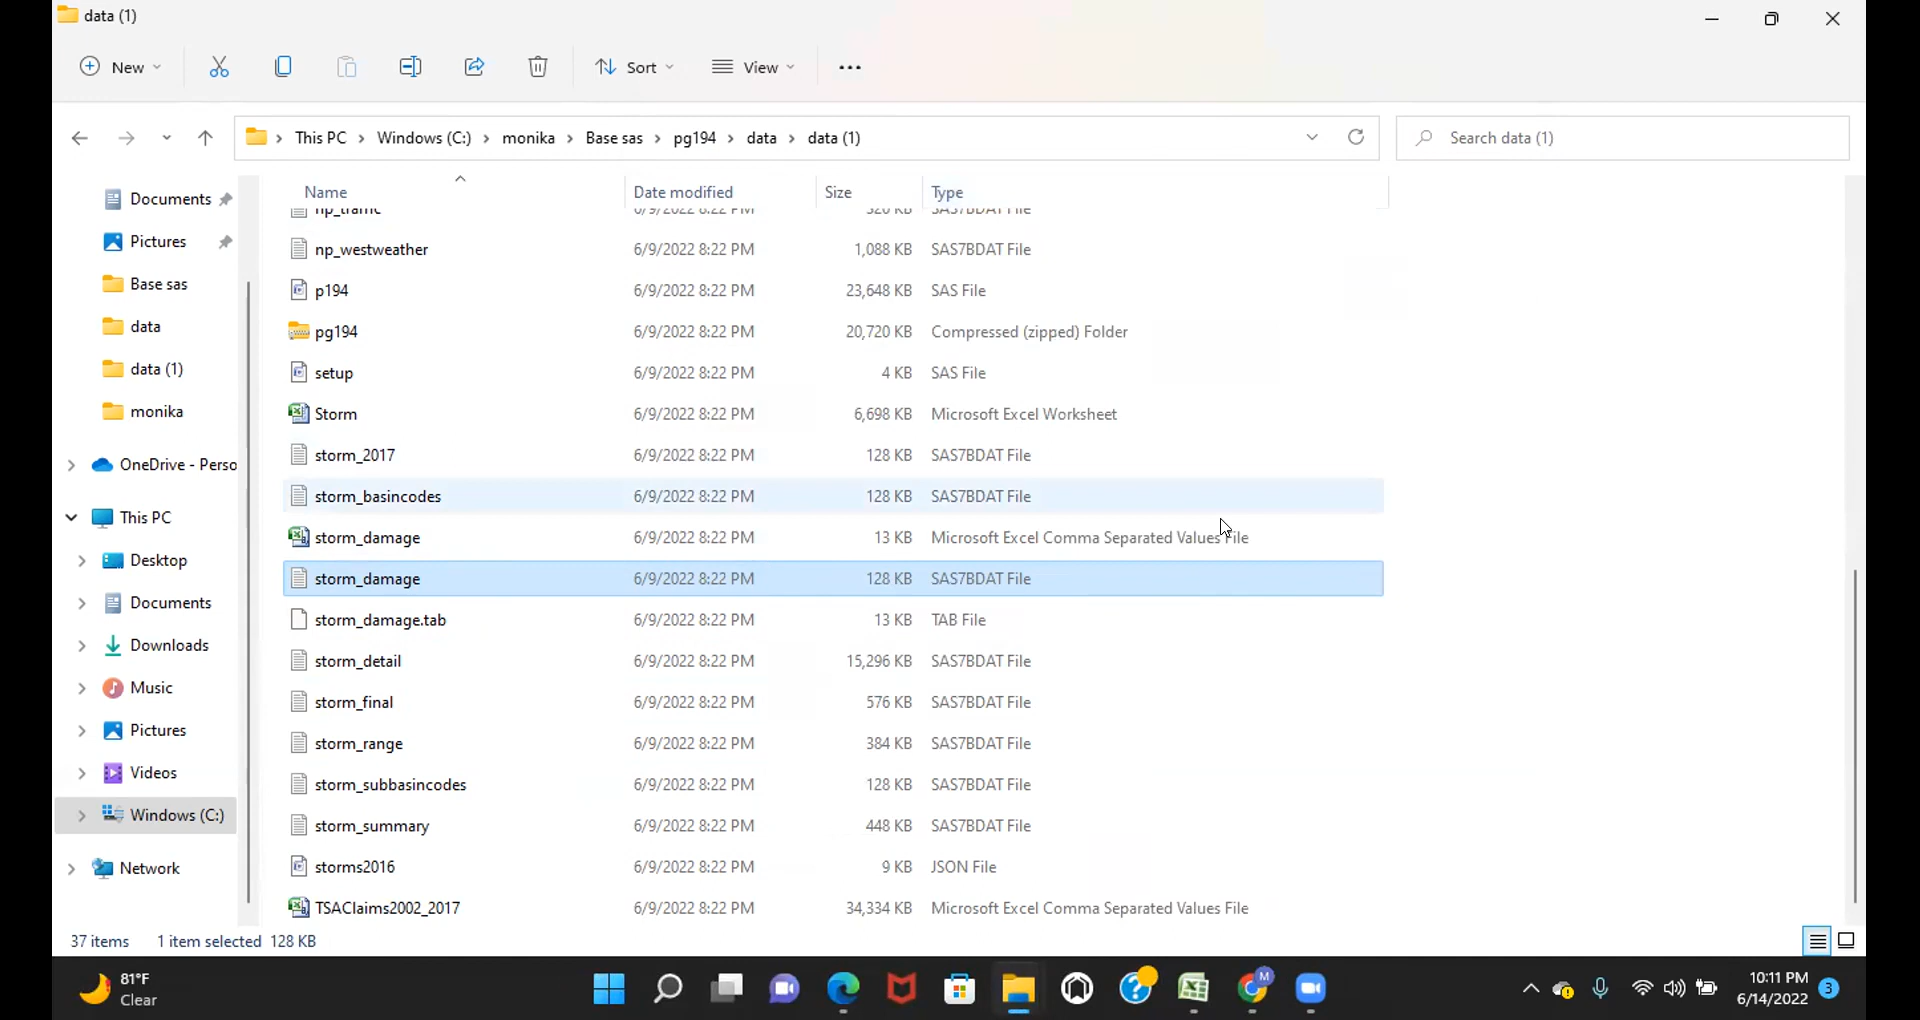 data (1)
New
Sort
View
This PC > Windows (C:) > monika > Base sas > pg194 > data > data (1)
Search data (1)
Name Date modified Size Type
Documents
Pictures
Base sas
data
data (1)
monika
OneDrive - Perso
This PC
Desktop
Documents
Downloads
Music
Pictures
Videos
Windows (C:)
Network
np_traffic 6/9/2022 8:22 PM 320 KB SAS7BDAT File
np_westweather 6/9/2022 8:22 PM 1,088 KB SAS7BDAT File
p194 6/9/2022 8:22 PM 23,648 KB SAS File
pg194 6/9/2022 8:22 PM 20,720 KB Compressed (zipped) Folder
setup 6/9/2022 8:22 PM 4 KB SAS File
Storm 6/9/2022 8:22 PM 6,698 KB Microsoft Excel Worksheet
storm_2017 6/9/2022 8:22 PM 128 KB SAS7BDAT File
storm_basincodes 6/9/2022 8:22 PM 128 KB SAS7BDAT File
storm_damage 6/9/2022 8:22 PM 13 KB Microsoft Excel Comma Separated Values File
storm_damage 6/9/2022 8:22 PM 128 KB SAS7BDAT File
storm_damage.tab 6/9/2022 8:22 PM 13 KB TAB File
storm_detail 6/9/2022 8:22 PM 15,296 KB SAS7BDAT File
storm_final 6/9/2022 8:22 PM 576 KB SAS7BDAT File
storm_range 6/9/2022 8:22 PM 384 KB SAS7BDAT File
storm_subbasincodes 6/9/2022 8:22 PM 128 KB SAS7BDAT File
storm_summary 6/9/2022 8:22 PM 448 KB SAS7BDAT File
storms2016 6/9/2022 8:22 PM 9 KB JSON File
TSAClaims2002_2017 6/9/2022 8:22 PM 34,334 KB Microsoft Excel Comma Separated Values File
37 items 1 item selected 128 KB
81°F
Clear
M
10:11 PM
6/14/2022
3